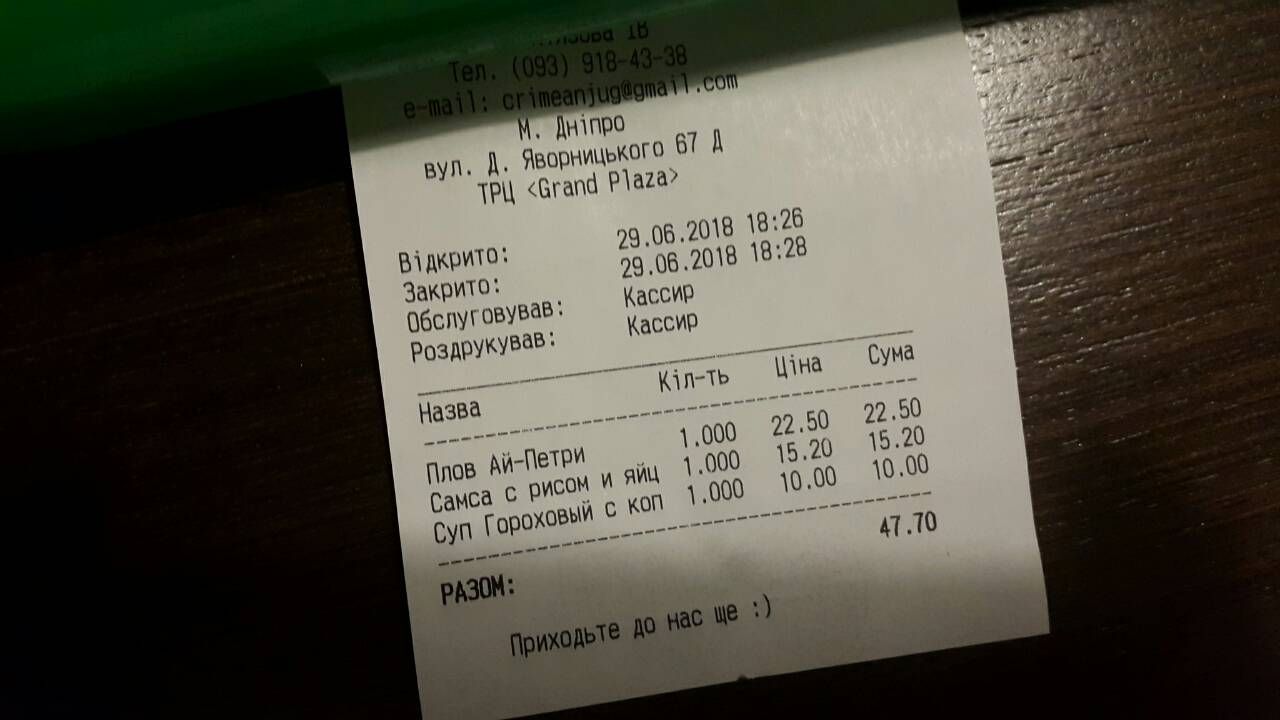 ІВ
Тел. (093) 918-43-38
e-mail: crimeanjug@gmail.com
М. Дніпро
вул. Д. Яворницького 67 Д
ТРЦ <Grand Plaza>
Відкрито: 29.06.2018 18:26
Закрито: 29.06.2018 18:28
Обслуговував: Кассир
Роздрукував: Кассир
Назва Кіл-ть Ціна Сума
Плов Ай-Петри 1.000 22.50 22.50
Самса с рисом и яйц 1.000 15.20 15.20
Суп Гороховый с коп 1.000 10.00 10.00
РАЗОМ: 47.70
Приходьте до нас ще :)